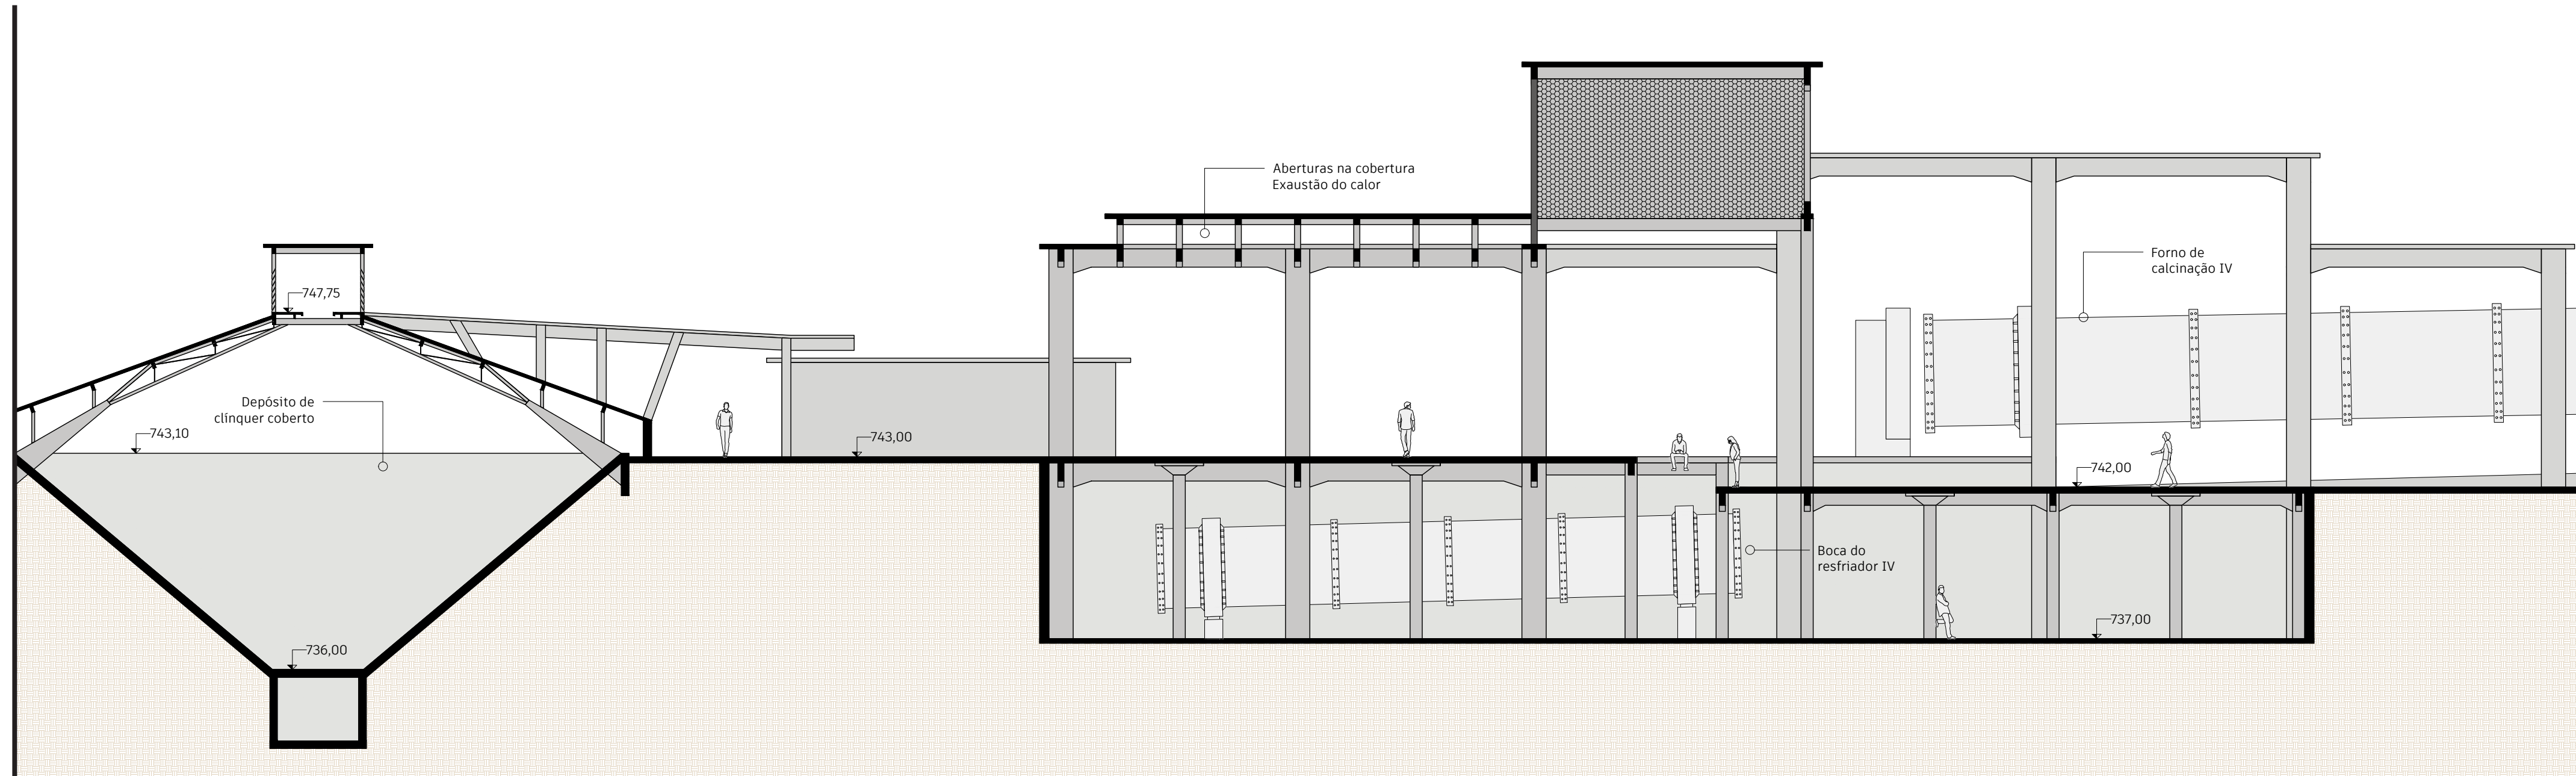 Aberturas na cobertura
Exaustão do calor
Forno de
calcinação IV
747,75
Depósito de
clínquer coberto
743,10
743,00
742,00
Boca do
resfriador IV
737,00
736,00